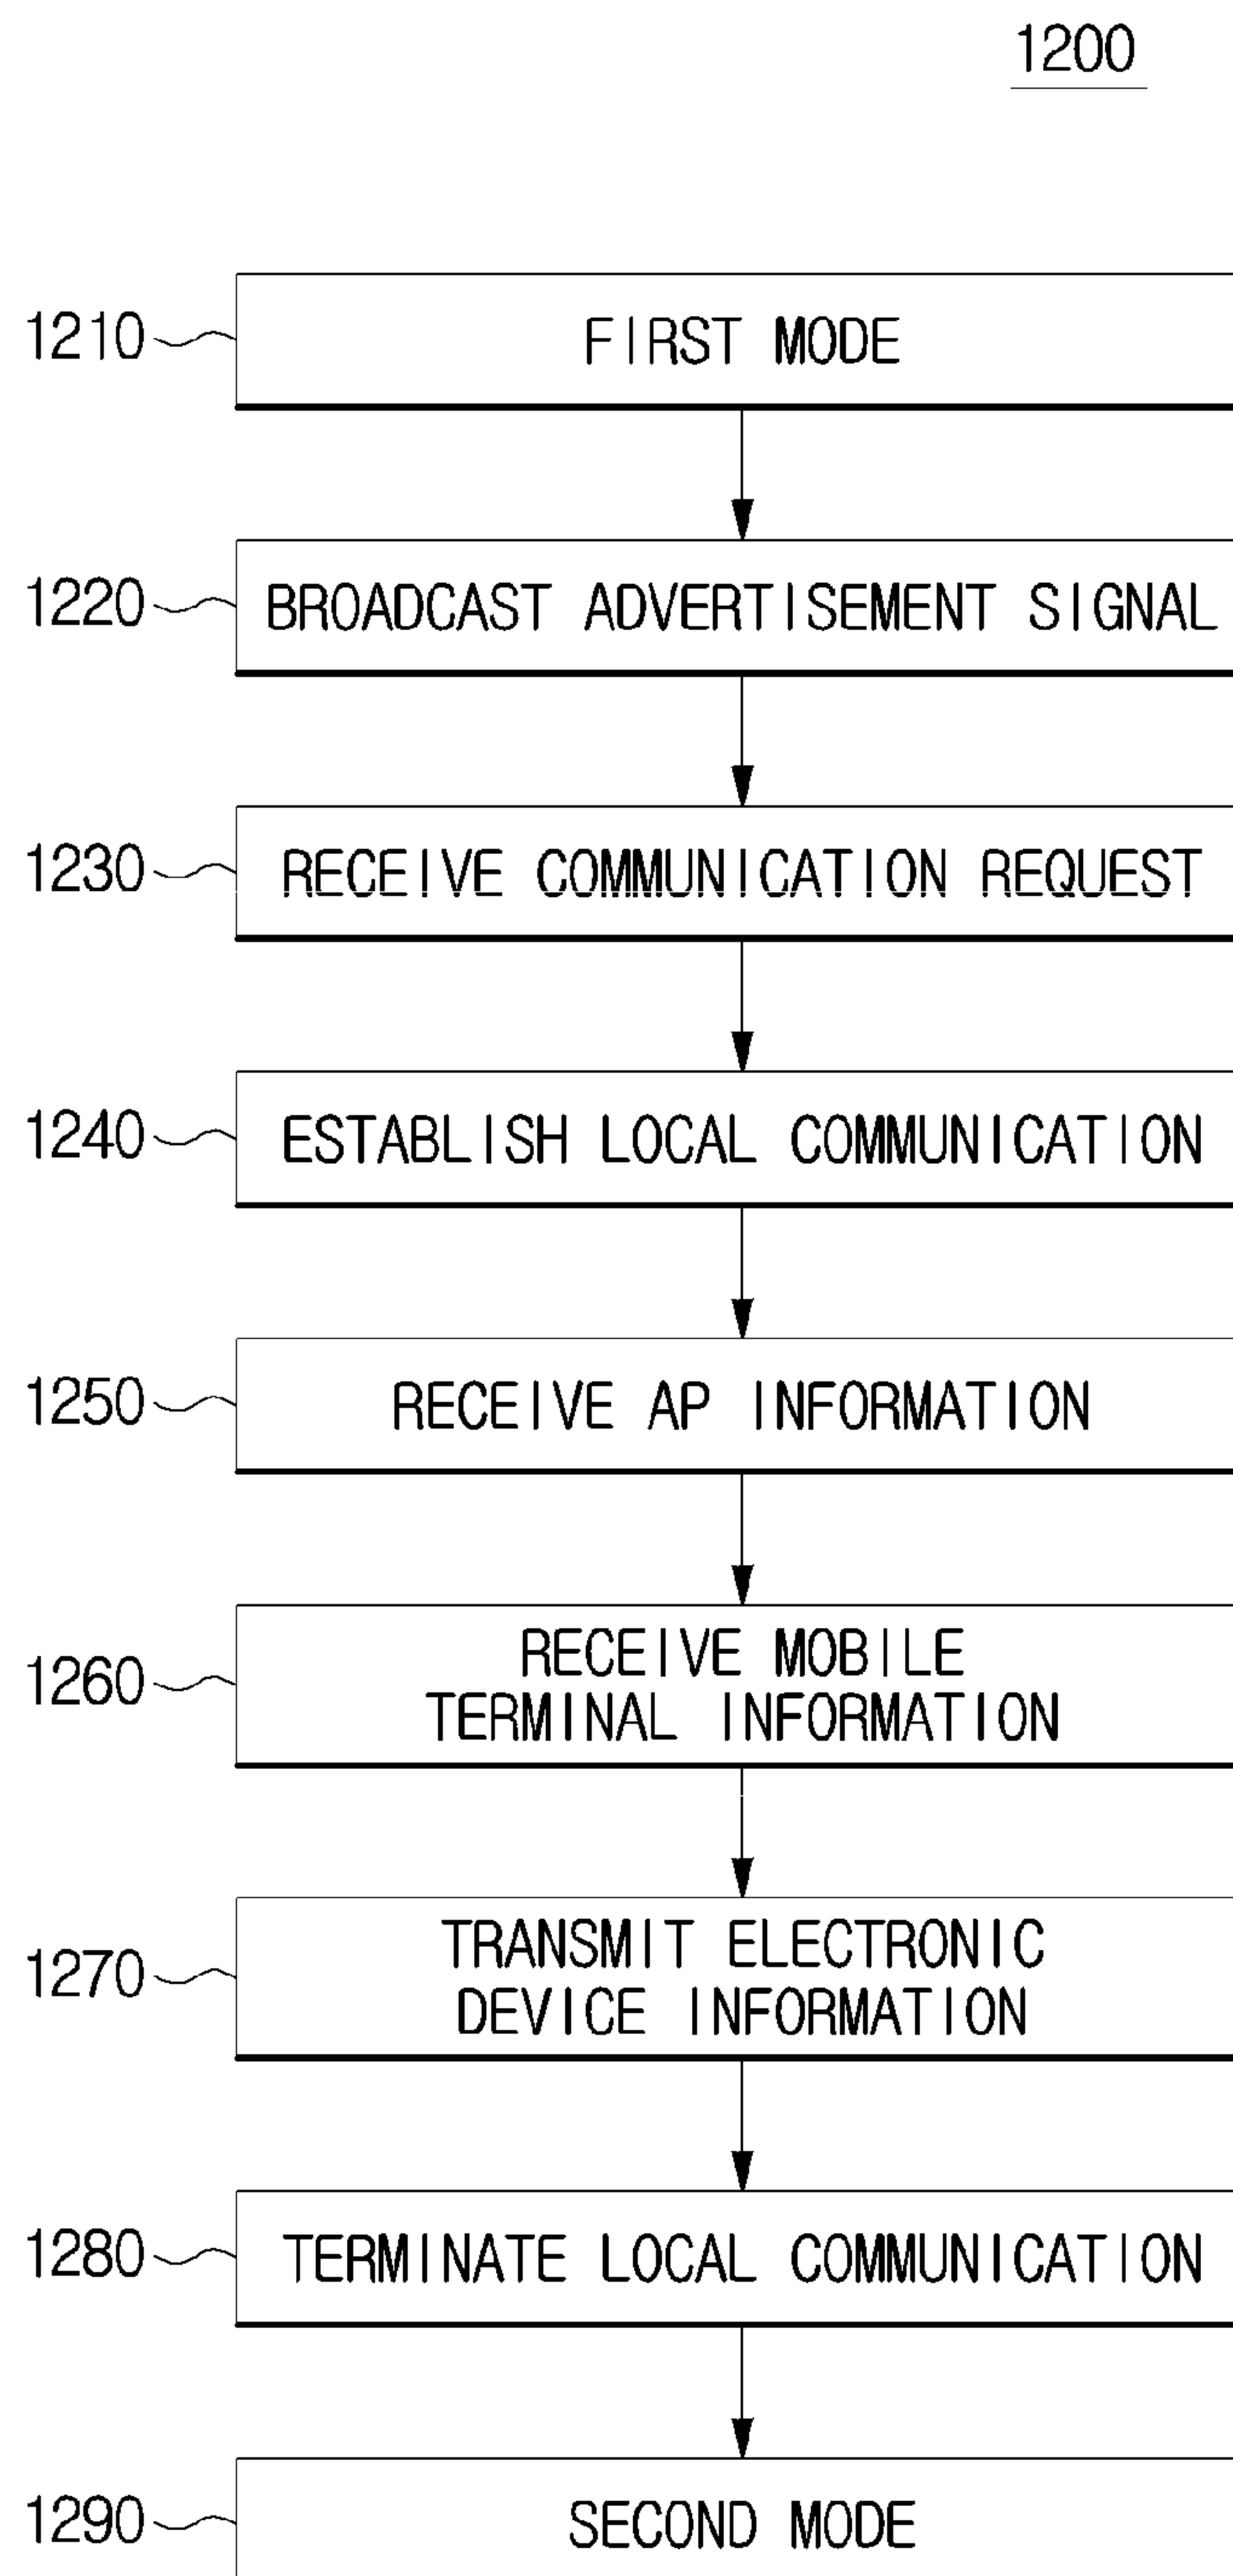 1200
1210 FIRST MODE
1220 BROADCAST ADVERTISEMENT SIGNAL
1230 RECEIVE COMMUNICATION REQUEST
1240 ESTABLISH LOCAL COMMUNICATION
1250 RECEIVE AP INFORMATION
1260 RECEIVE MOBILE
TERMINAL INFORMATION
1270 TRANSMIT ELECTRONIC
DEVICE INFORMATION
1280 TERMINATE LOCAL COMMUNICATION
1290 SECOND MODE